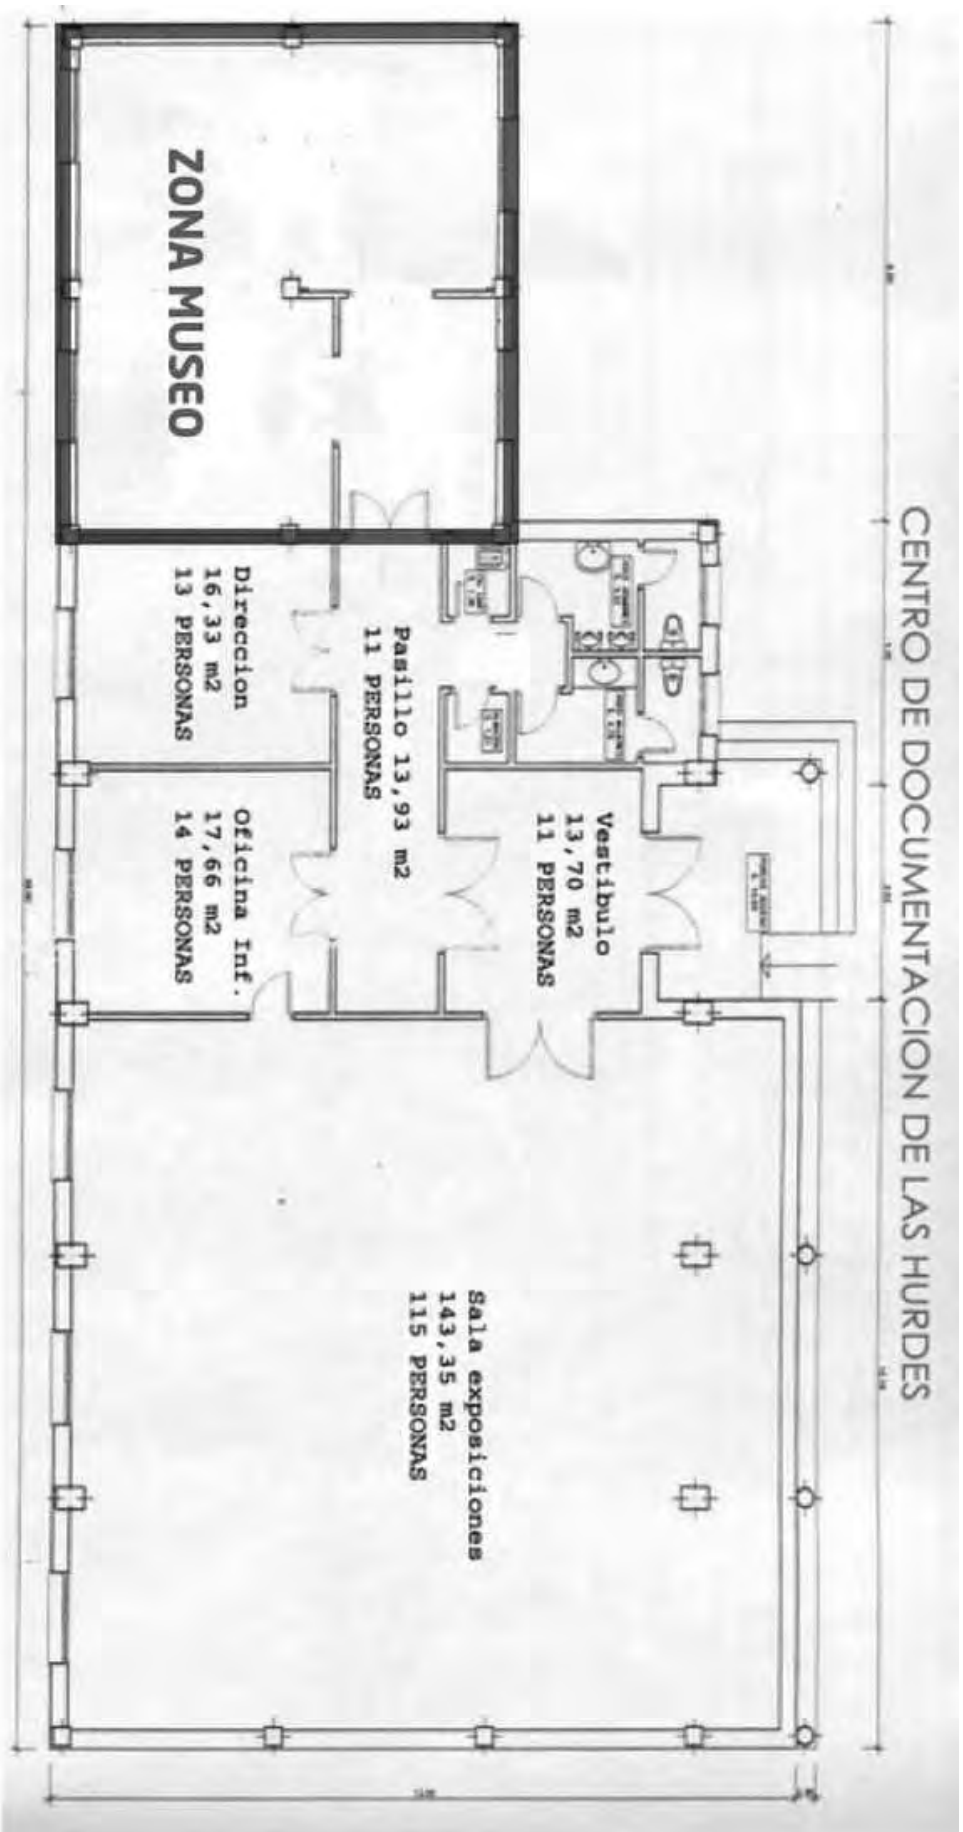 CENTRO DE DOCUMENTACION DE LAS HURDES
ZONA MUSEO
Direccion
16,33 m2
13 PERSONAS
Pasillo 13,93 m2
11 PERSONAS
Oficina Inf.
17,66 m2
14 PERSONAS
Vestibulo
13,70 m2
11 PERSONAS
Sala exposiciones
143,35 m2
115 PERSONAS